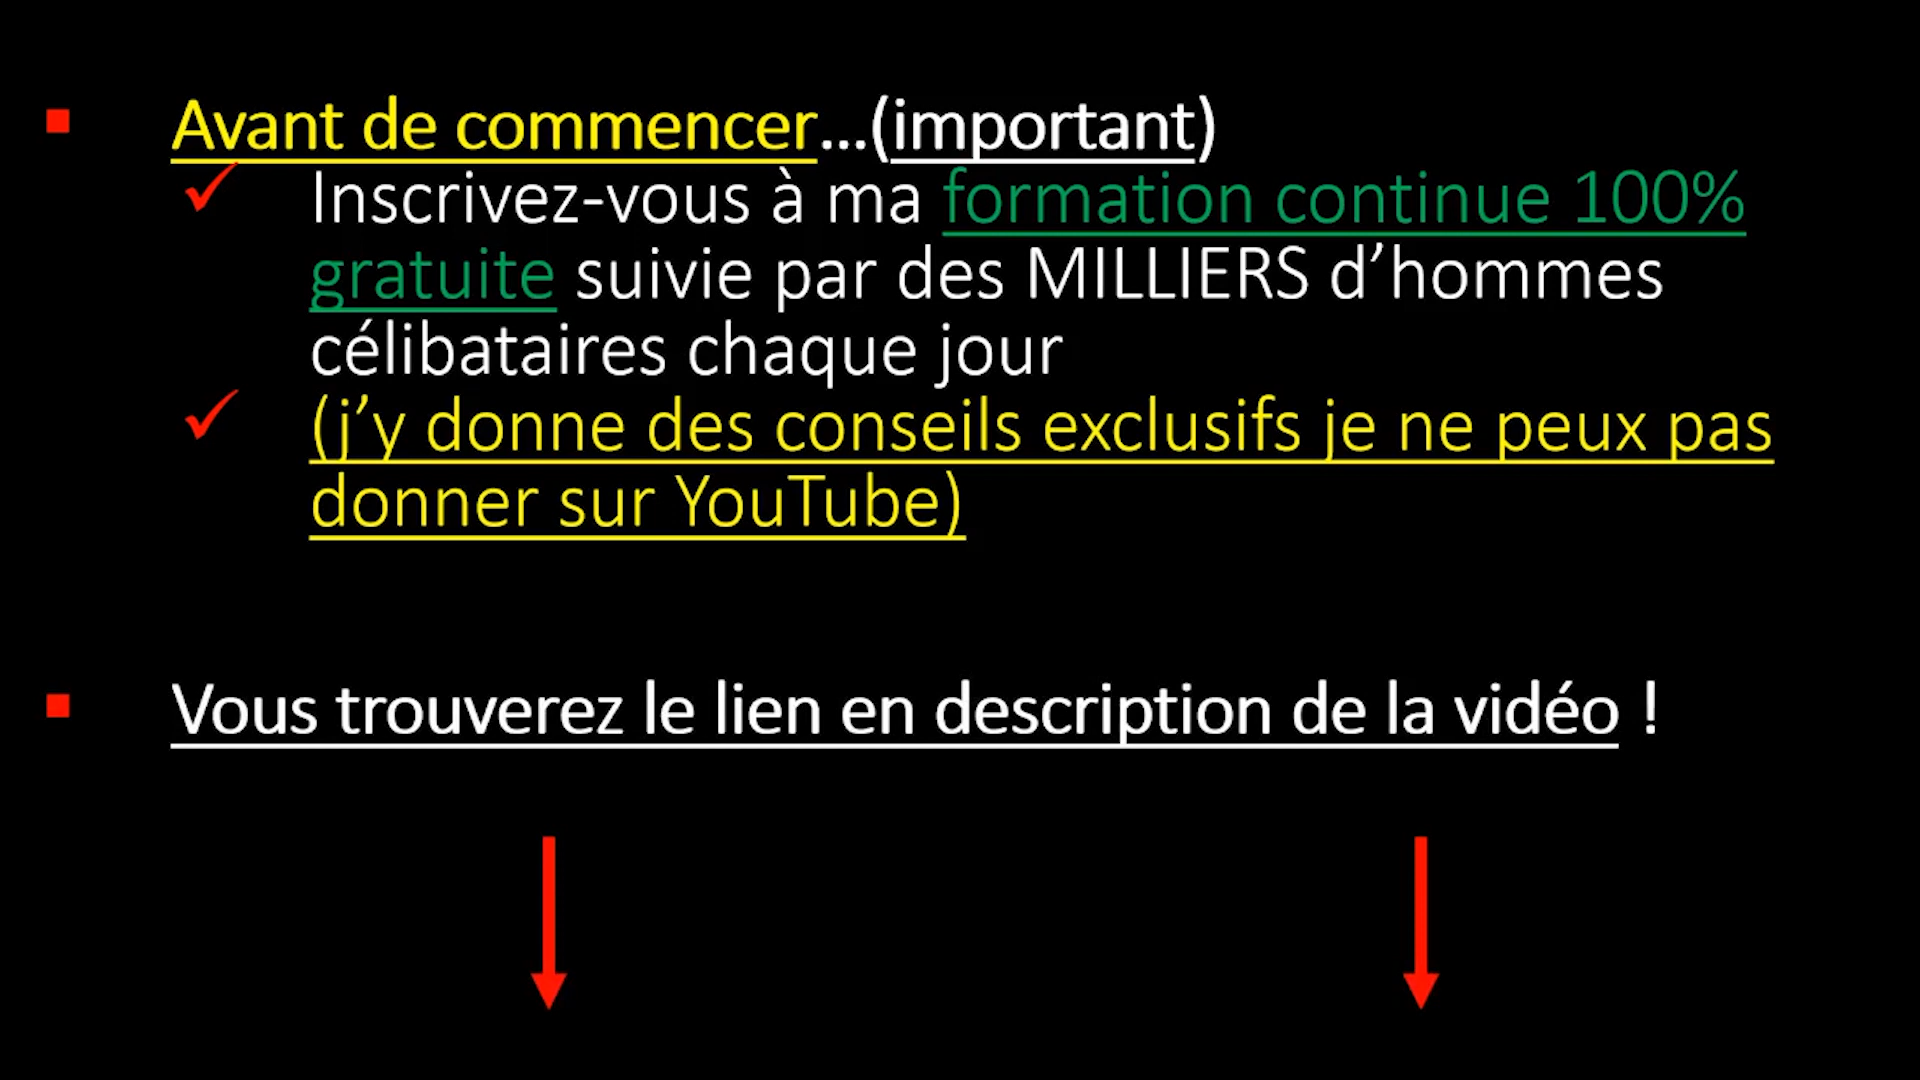 Avant de commencer...(important)
Inscrivez-vous à ma formation continue 100%
gratuite suivie par des MILLIERS d’hommes
célibataires chaque jour
(j’y donne des conseils exclusifs je ne peux pas
donner sur YouTube)
Vous trouverez le lien en description de la vidéo !